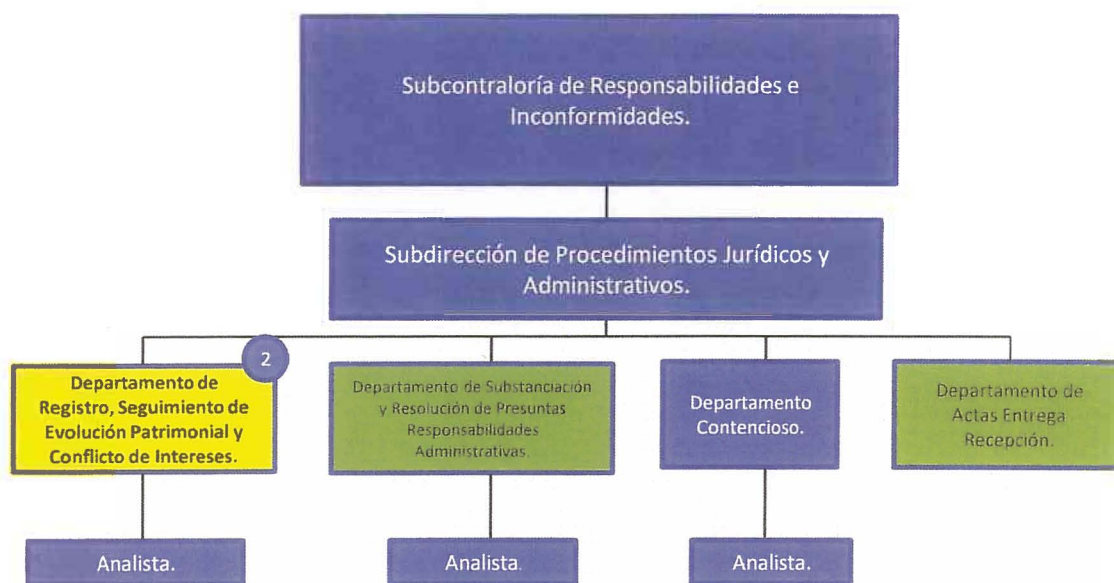 Subcontraloría de Responsabilidades e
Inconformidades.
Subdirección de Procedimientos Jurídicos y
Administrativos.
2
Departamento de
Registro, Seguimiento de
Evolución Patrimonial y
Conflicto de Intereses.
Departamento de Substanciación
y Resolución de Presuntas
Responsabilidades
Administrativas.
Departamento
Contencioso.
Departamento de
Actas Entrega
Recepción.
Analista.
Analista.
Analista.